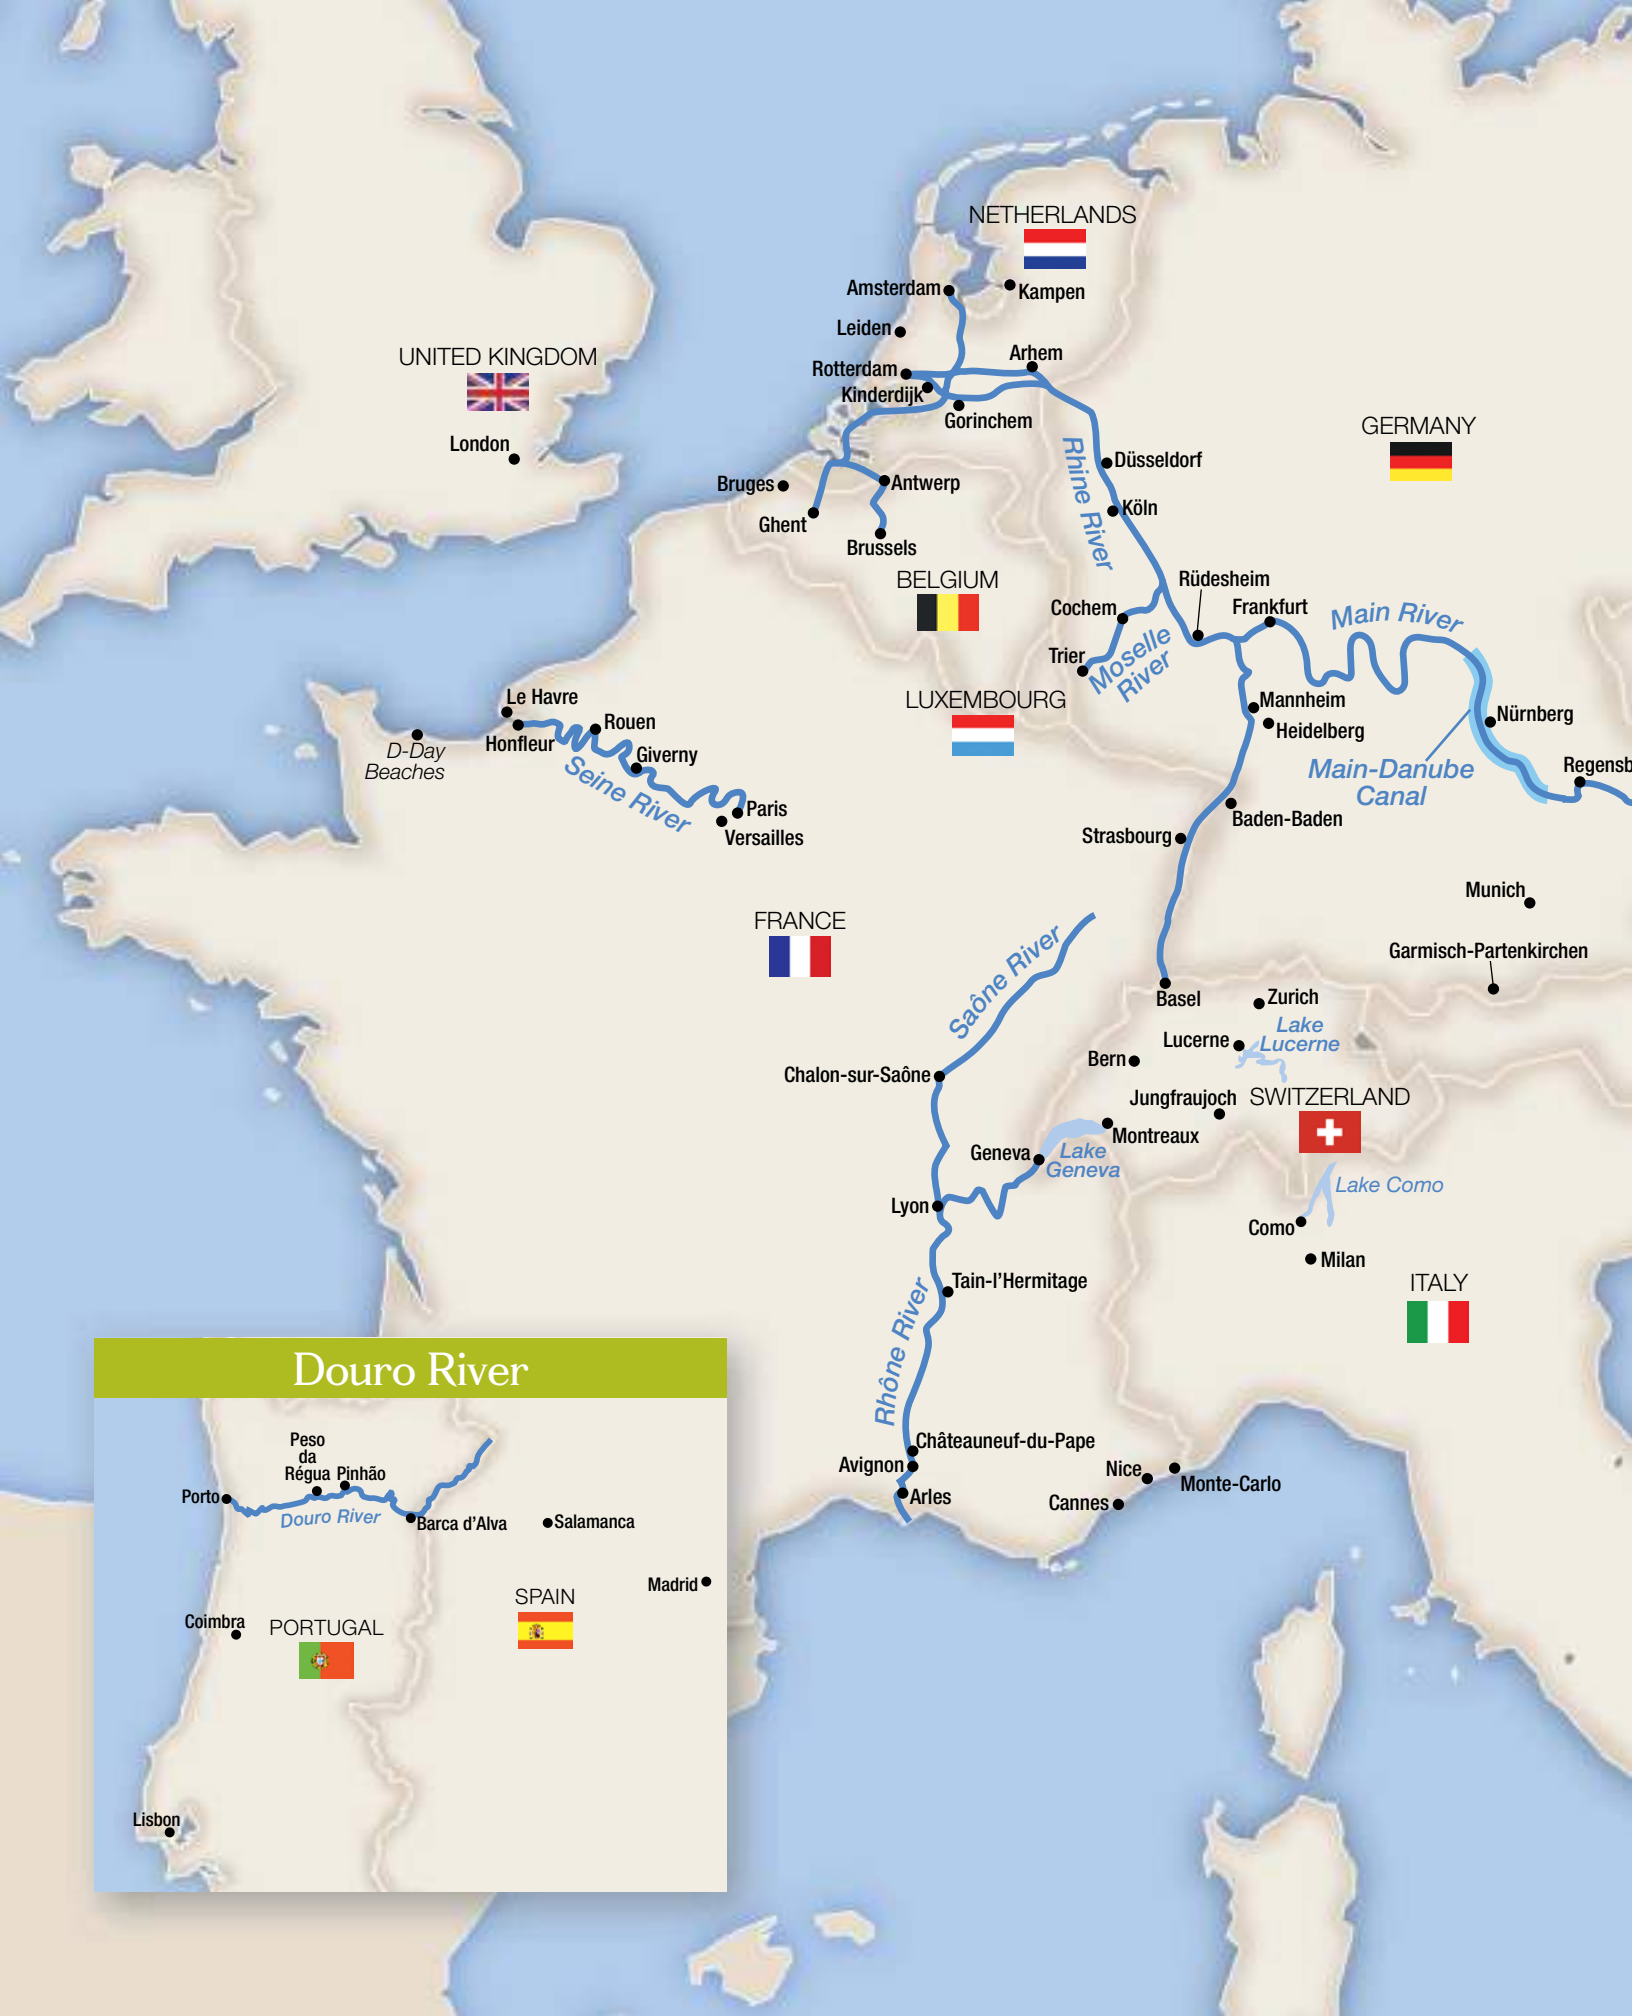 NETHERLANDS
Amsterdam
Kampen
Leiden
UNITED KINGDOM
Arhem
Rotterdam
Kinderdijk
Gorinchem
GERMANY
London
Rhine River
Düsseldorf
Bruges
Antwerp
Köln
Ghent
Brussels
BELGIUM
Rüdesheim
Cochem
Frankfurt
Main River
Trier
Moselle
River
LUXEMBOURG
Le Havre
Mannheim
Rouen
Nürnberg
Heidelberg
Honfleur
D-Day
Beaches
Giverny
Seine River
Main-Danube
Canal
Regensb
Paris
Versailles
Baden-Baden
Strasbourg
Munich
FRANCE
Saône River
Garmisch-Partenkirchen
Basel
Zurich
Lucerne
Lake
Lucerne
Bern
Chalon-sur-Saône
Jungfraujoch
SWITZERLAND
Montreaux
Geneva
Lake
Geneva
Lake Como
Lyon
Como
Milan
Tain-l'Hermitage
ITALY
Rhône River
Châteauneuf-du-Pape
Avignon
Nice
Monte-Carlo
Arles
Cannes
Douro River
Peso
da
Régua
Pinhão
Porto
Douro River
Barca d'Alva
Salamanca
Madrid
SPAIN
Coimbra
PORTUGAL
Lisbon